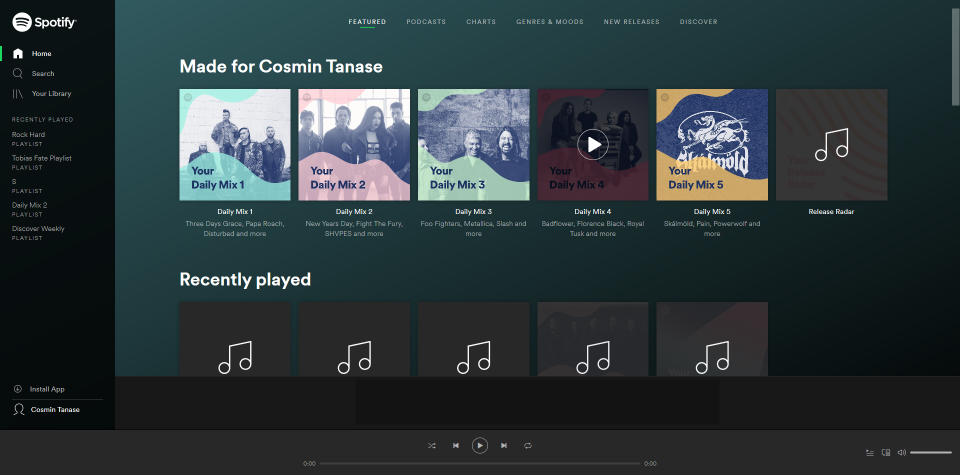 Spotify
Home
Search
Your Library
RECENTLY PLAYED
Rock Hard
PLAYLIST
Tobias Fate Playlist
PLAYLIST
S
PLAYLIST
Daily Mix 2
PLAYLIST
Discover Weekly
PLAYLIST
Install App
Cosmin Tanase
FEATURED PODCASTS CHARTS GENRES & MOODS NEW RELEASES DISCOVER
Made for Cosmin Tanase
Your
Daily Mix 1
Daily Mix 1
Three Days Grace, Papa Roach,
Disturbed and more
Your
Daily Mix 2
Daily Mix 2
New Years Day, Fight The Fury,
SHVPES and more
Your
Daily Mix 3
Daily Mix 3
Foo Fighters, Metallica, Slash and
more
Your
Daily Mix 4
Daily Mix 4
Badflower, Florence Black, Royal
Tusk and more
Skálmöld
Your
Daily Mix 5
Daily Mix 5
Skálmöld, Pain, Powerwolf and
more
Your
Release
Release Radar
Recently played
0:00
0:00